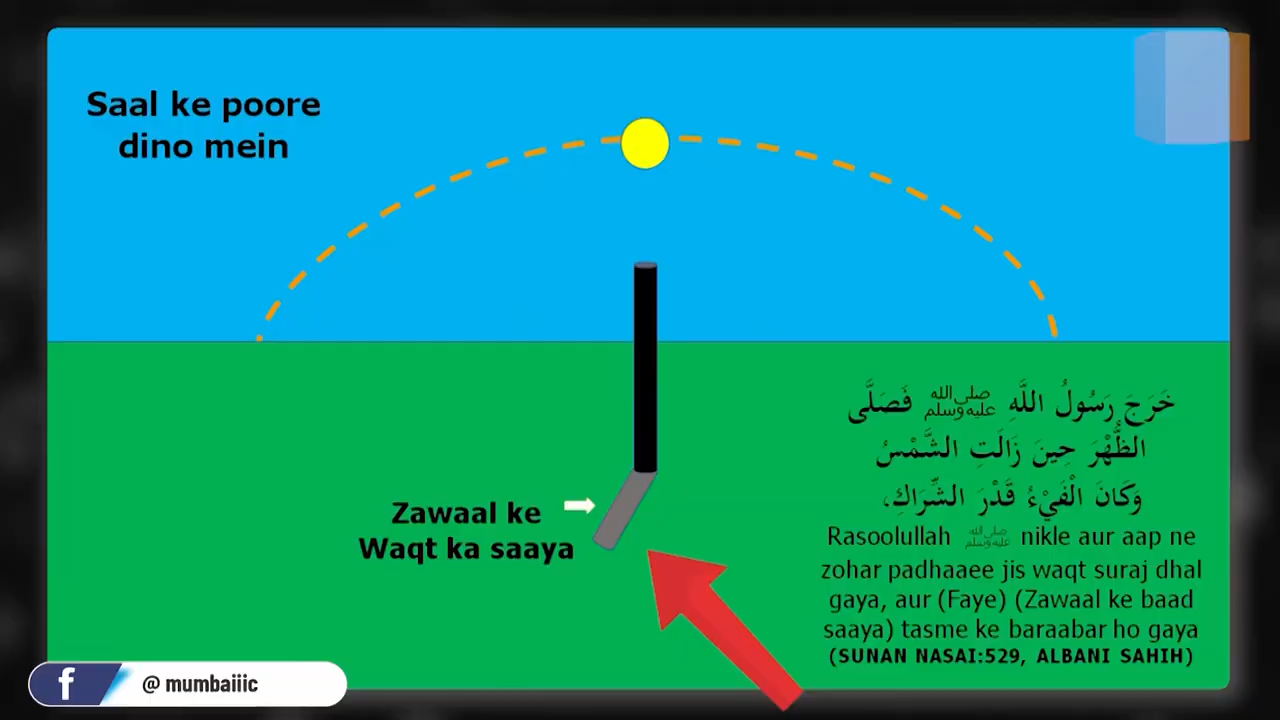 Saal ke poore
dino mein
خَرَجَ رَسُولُ اللَّهِ ﷺ فَصَلَّى
الظُّهْرَ حِينَ زَالَتِ الشَّمْسُ
وَكَانَ الْفَيْءُ قَدْرَ الشِّرَاكِ،
Zawaal ke
Waqt ka saaya
Rasoolullah ﷺ nikle aur aap ne
zohar padhaaee jis waqt suraj dhal
gaya, aur (Faye) (Zawaal ke baad
saaya) tasme ke baraabar ho gaya
(SUNAN NASAI:529, ALBANI SAHIH)
f @ mumbaiiic